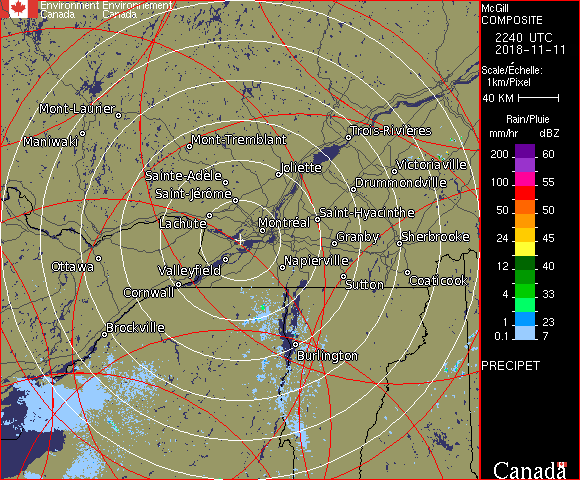 Environment Environnement
Canada Canada
McGill
COMPOSITE
2240 UTC
2018-11-11
Scale/Échelle:
1km/Pixel
40 KM
Rain/Pluie
mm/hr dBZ
200 60
100 55
50 50
24 45
12 40
4 33
1 23
0.1 7
PRECIPET
Canada
Mont-Laurier
Maniwaki
Mont-Tremblant
Trois-Rivières
Sainte-Adèle
Joliette
Victoriaville
Saint-Jérôme
Drummondville
Lachute
Montréal
Saint-Hyacinthe
Granby
Sherbrooke
Ottawa
Valleyfield
Napierville
Cornwall
Sutton
Coaticook
Brockville
Burlington